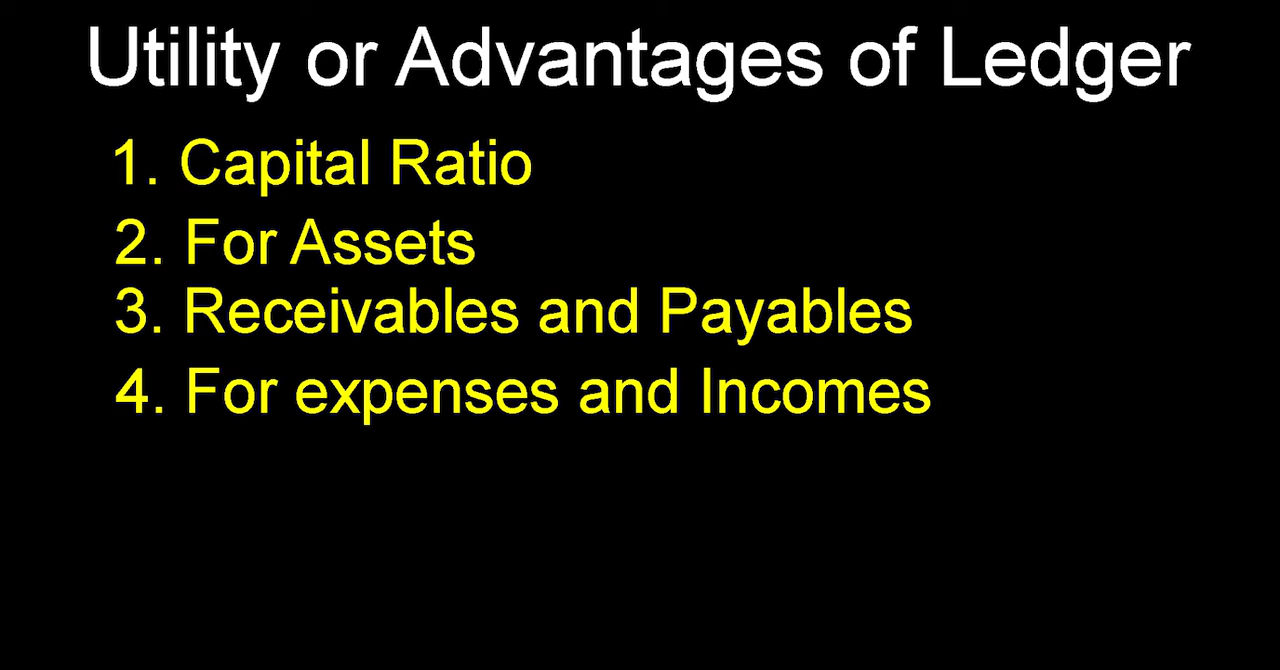 Utility or Advantages of Ledger
1. Capital Ratio
2. For Assets
3. Receivables and Payables
4. For expenses and Incomes